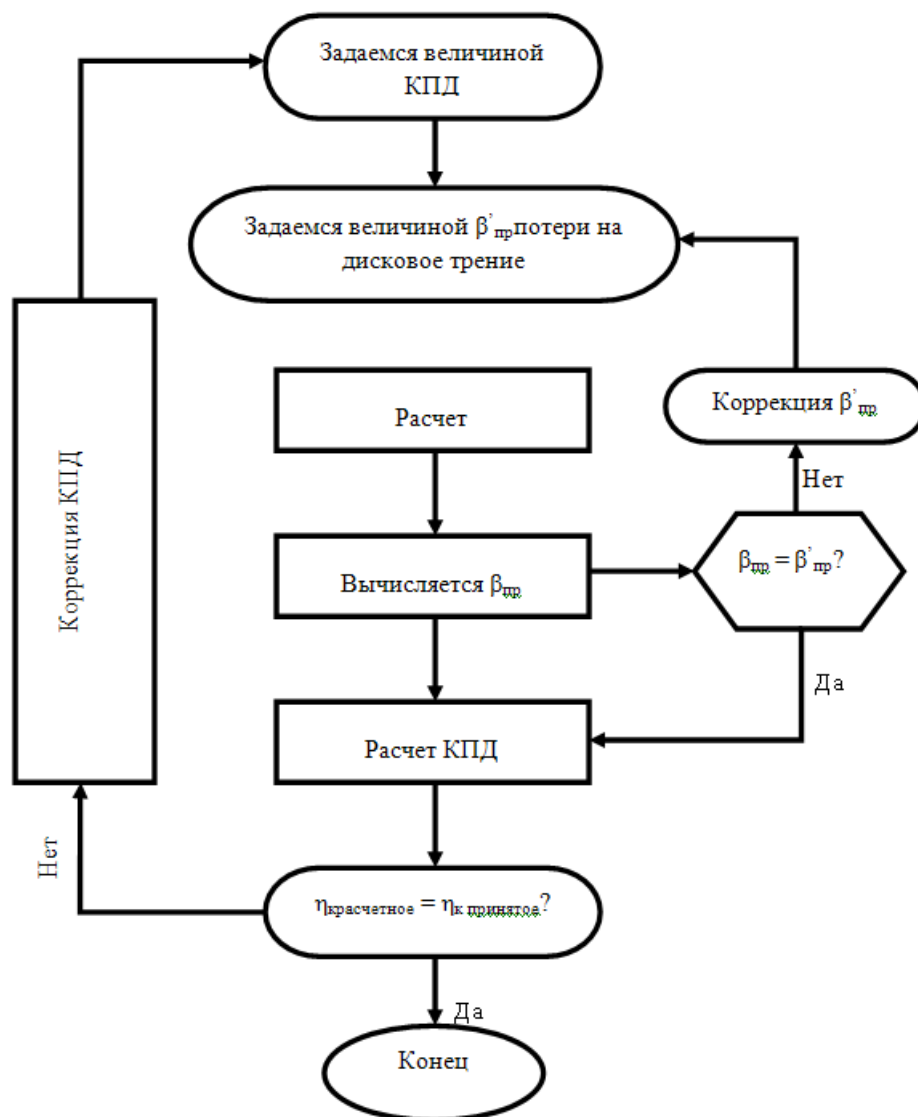 Задаемся величиной
КПД
Задаемся величиной β'пр потери на
дисковое трение
Коррекция КПД
Расчет
Коррекция β'пр
Нет
Вычисляется βпр
βпр = β'пр?
Да
Расчет КПД
Нет
ηкрасчетное = ηк принятое?
Да
Конец